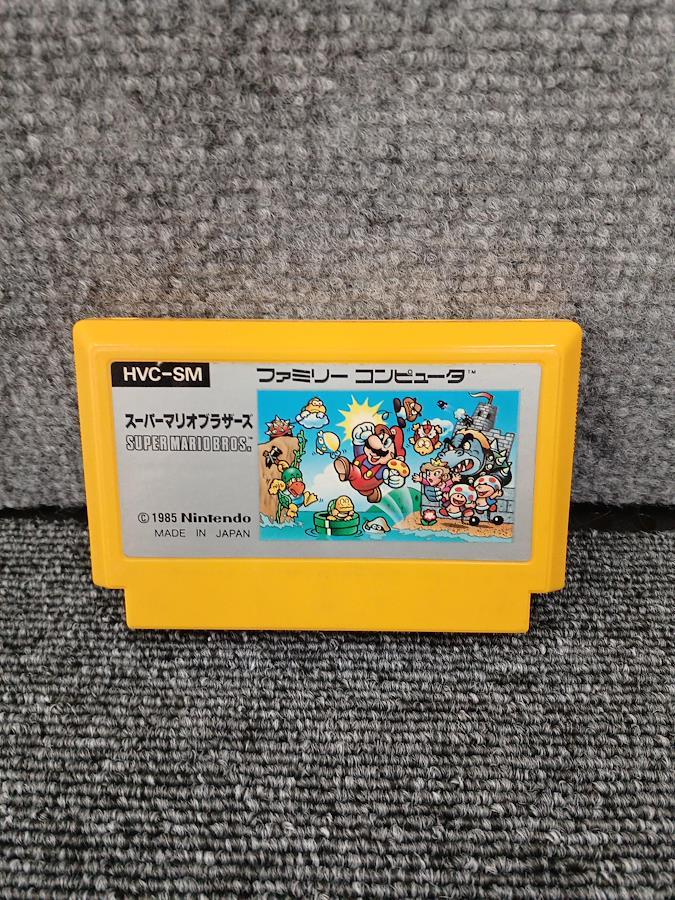 HVC-SM
ファミリー コンピュータ™
スーパーマリオブラザーズ
SUPER MARIO BROS.
© 1985 Nintendo
MADE IN JAPAN